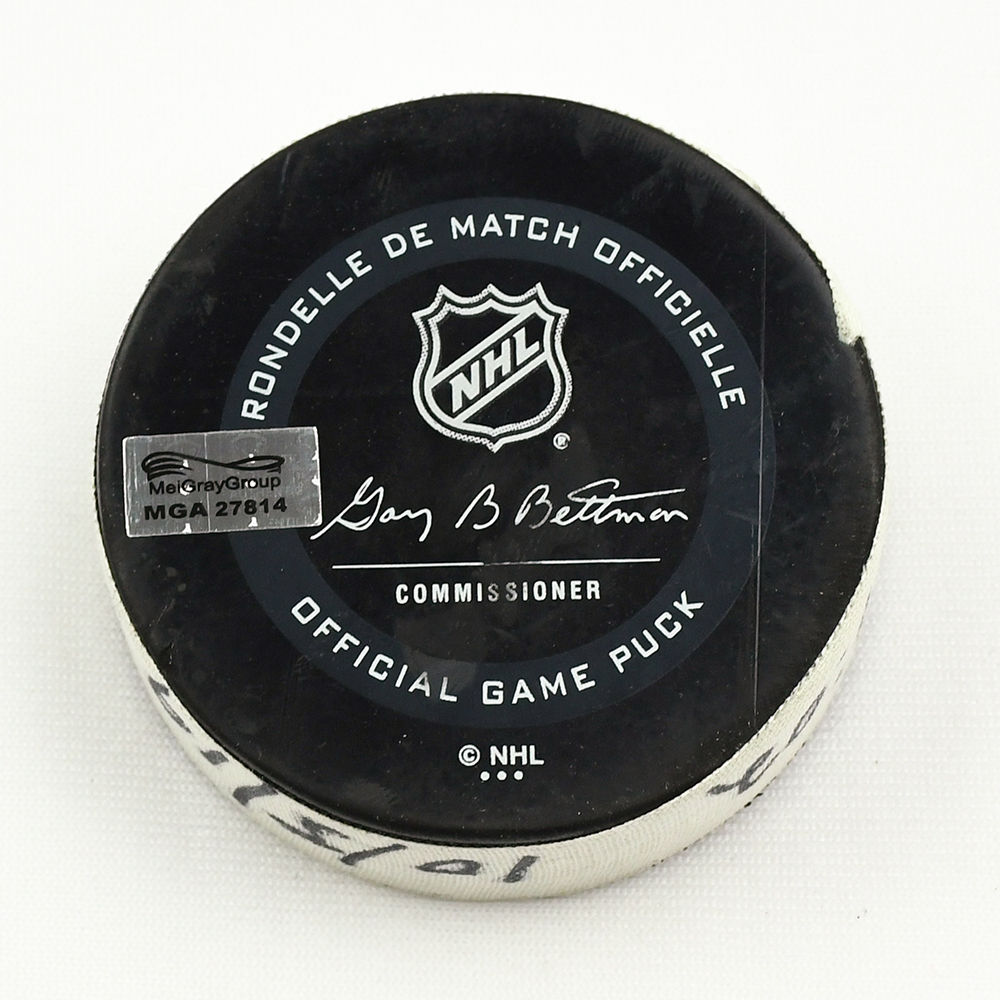 RONDELLE DE MATCH OFFICIELLE
NHL
®
MeiGrayGroup
MGA 27814
Gary B Bettman
COMMISSIONER
OFFICIAL GAME PUCK
© NHL